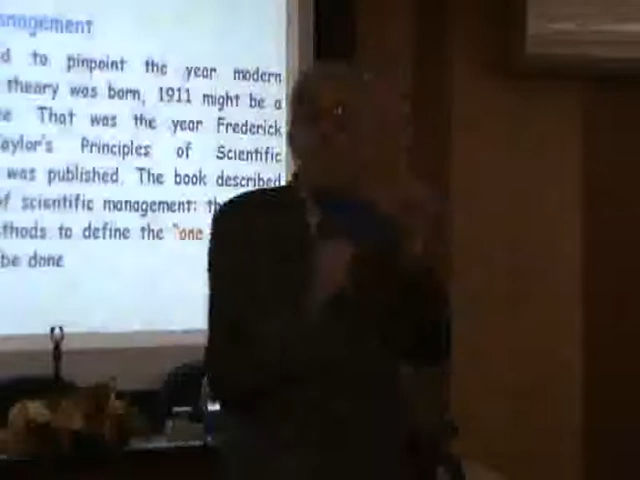 anagement
d to pinpoint the year modern
theory was born, 1911 might be a
e That was the year Frederick
aylor's Principles of Scientific
was published. The book described
of scientific management: th
thods to define the "one
be done